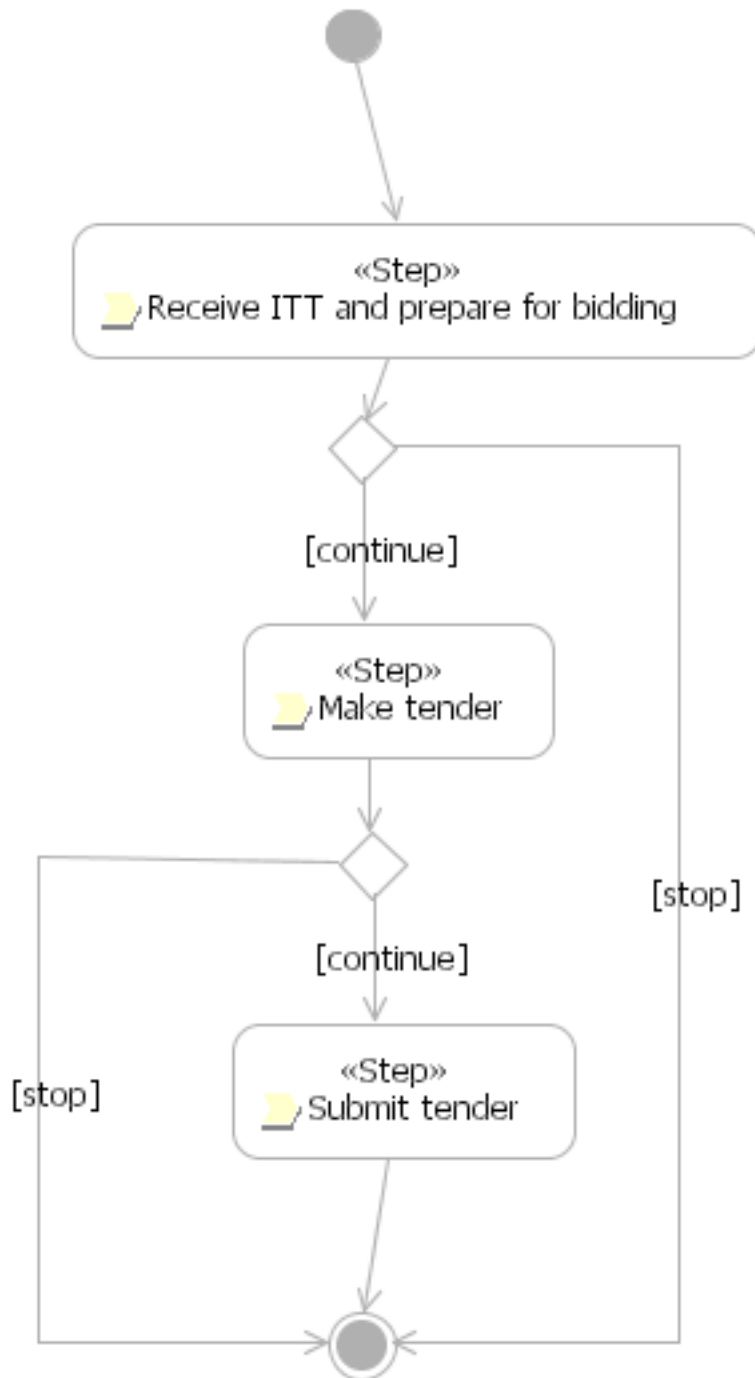 «Step»
Receive ITT and prepare for bidding
[continue]
«Step»
Make tender
[stop]
[continue]
«Step»
[stop]
Submit tender